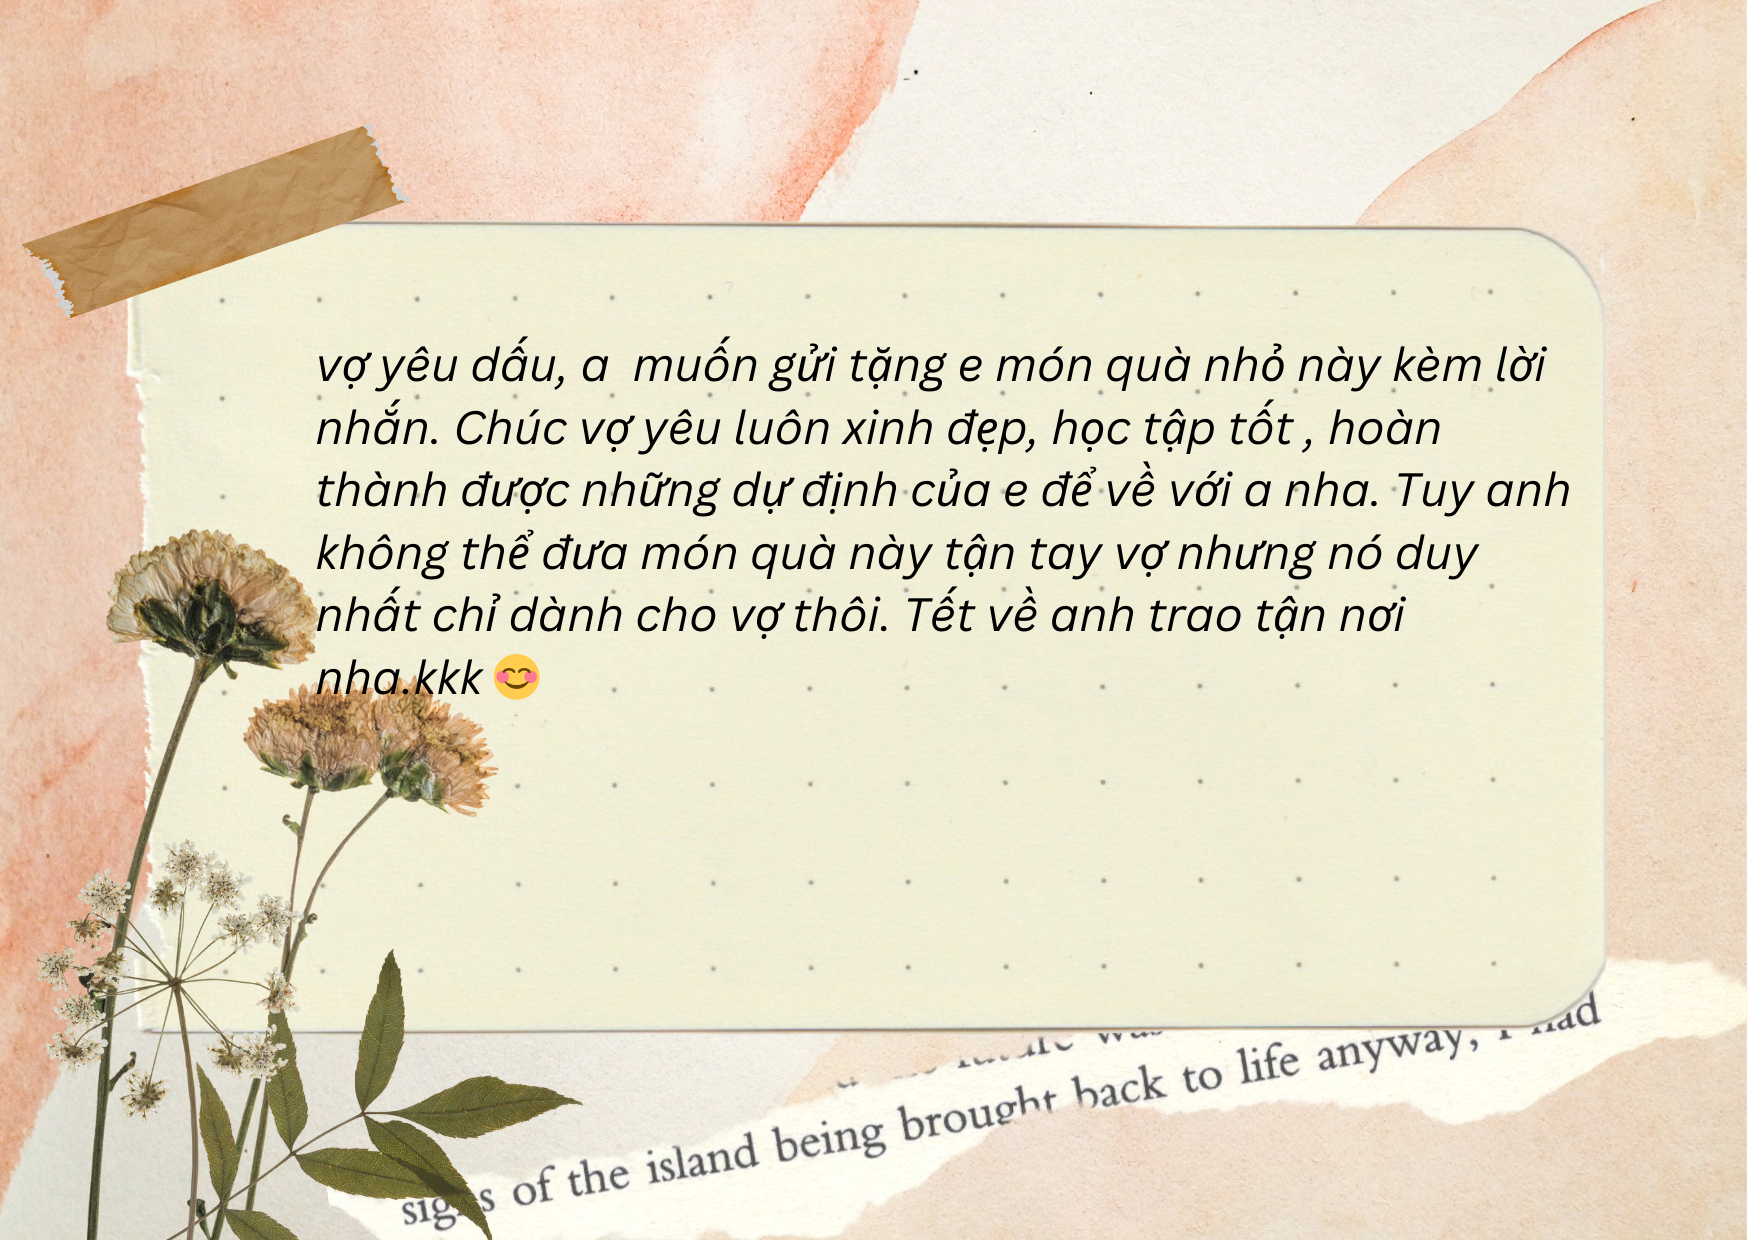 vợ yêu dấu, a  muốn gửi tặng e món quà nhỏ này kèm lời
nhắn. Chúc vợ yêu luôn xinh đẹp, học tập tốt , hoàn
thành được những dự định của e để về với a nha. Tuy anh
không thể đưa món quà này tận tay vợ nhưng nó duy
nhất chỉ dành cho vợ thôi. Tết về anh trao tận nơi
nha.kkk 😊
was
back to life anyway, I had
signs of the island being brought